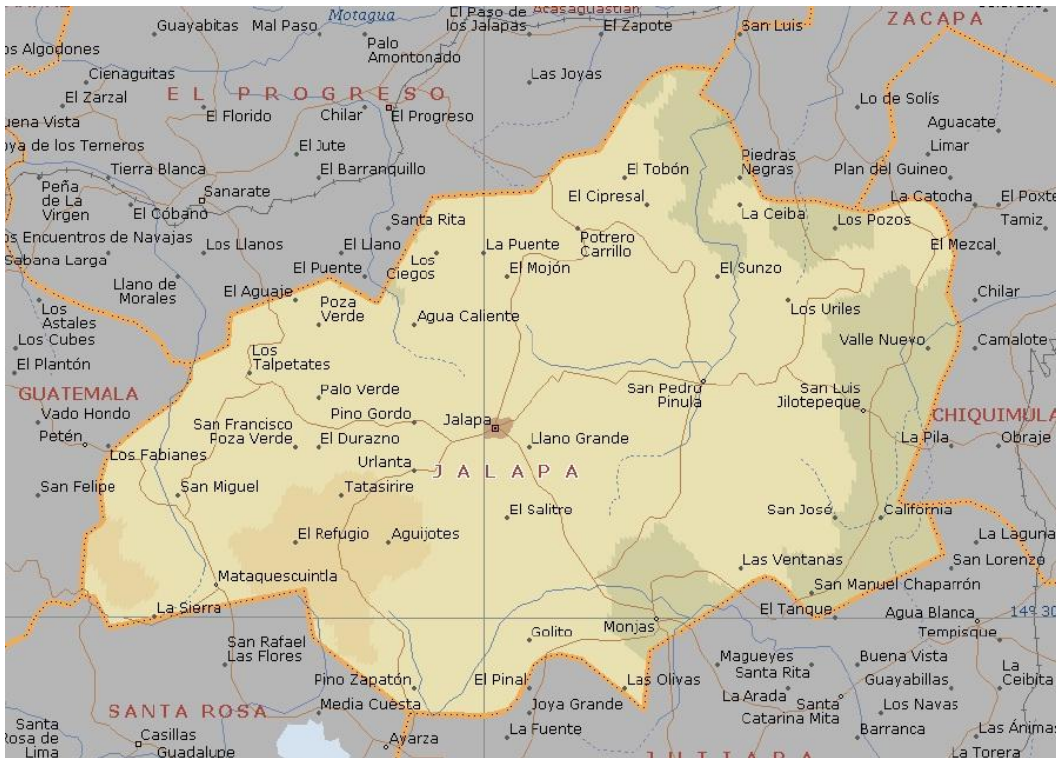 Guayabitas
Mal Paso
Motagua
El Paso de
los Jalapas
Acasaguastlán
El Zapote
San Luis
ZACAPA
os Algodones
Palo
Amontonado
Cienaguitas
Las Joyas
El Zarzal
EL PROGRESO
El Florido
Chilar
El Progreso
Lo de Solís
uena Vista
Aguacate
oya de los Terneros
El Jute
Limar
Tierra Blanca
El Barranquillo
El Tobón
Piedras
Negras
Plan del Guineo
Peña
de La
Virgen
Sanarate
El Cipresal
La Catocha
El Poxte
El Cóbano
Santa Rita
La Ceiba
Los Pozos
Tamiz
os Encuentros de Navajas
Los Llanos
El Llano
La Puente
Potrero
Carrillo
El Mezcal
Sabana Larga
El Puente
Los
Ciegos
El Mojón
El Sunzo
Llano de
Morales
El Aguaje
Poza
Verde
Agua Caliente
Los Uriles
Chilar
Los
Astales
Los Cubes
Los
Talpetates
Valle Nuevo
Camalote
El Plantón
GUATEMALA
Palo Verde
San Pedro
Pinula
San Luis
Jilotepeque
Vado Hondo
San Francisco
Poza Verde
Pino Gordo
Jalapa
CHIQUIMULA
Petén
El Durazno
Llano Grande
La Pila
Obraje
Los Fabianes
Urlanta
JALAPA
San Felipe
San Miguel
Tatasirire
El Salitre
San José
California
El Refugio
Aguijotes
La Laguna
Las Ventanas
San Lorenzo
Mataquescuintla
San Manuel Chaparrón
La Sierra
El Tanque
Agua Blanca
14º 30
San Rafael
Las Flores
Golito
Monjas
Tempisque
Magueyes
Buena Vista
Santa Rita
La
Ceibita
Pino Zapatón
El Pinal
Las Olivas
La Arada
Guayabillas
SANTA ROSA
Media Cuesta
Joya Grande
Santa
Catarina Mita
Los Navas
Santa
Rosa de
Lima
Casillas
Guadalupe
Ayarza
La Fuente
Barranca
Las Ánimas
JUTIAPA
La Torera